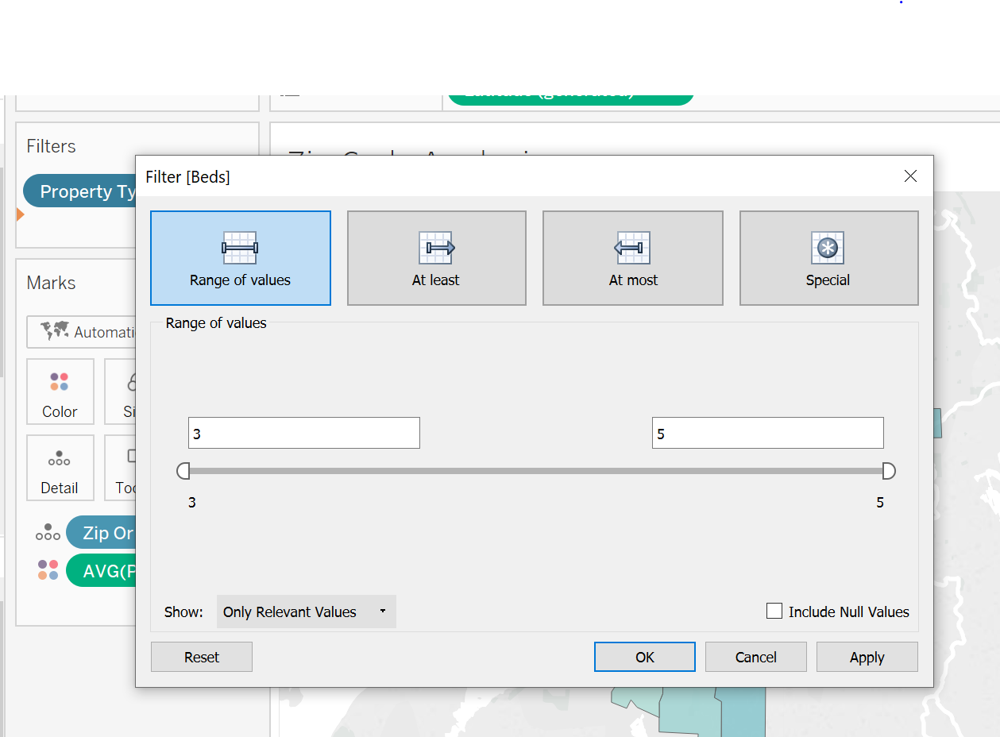 Filters
Property Ty
Filter [Beds]
Range of values
At least
At most
Special
Range of values
3
5
3
5
Show:
Only Relevant Values
Include Null Values
Reset
OK
Cancel
Apply
Marks
Automati
Color
Si
Detail
Too
Zip Or
AVG(P